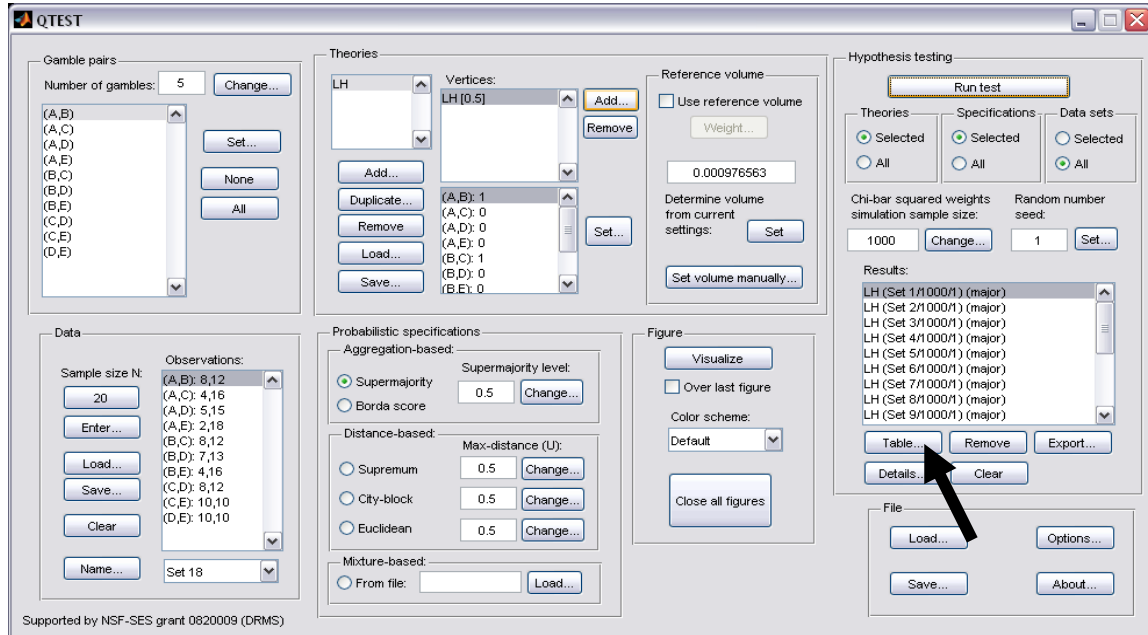 QTEST
Gamble pairs
Number of gambles: 5 Change...
(A,B)
(A,C)
(A,D)
(A,E)
(B,C)
(B,D)
(B,E)
(C,D)
(C,E)
(D,E)
Set...
None
All
Theories
LH
Add...
Duplicate...
Remove
Load...
Save...
Vertices:
LH [0.5]
Add...
Remove
(A,B): 1
(A,C): 0
(A,D): 0
(A,E): 0
(B,C): 1
(B,D): 0
(B,E): 0
Set...
Reference volume
Use reference volume
Weight...
0.000976563
Determine volume
from current
settings: Set
Set volume manually...
Hypothesis testing
Run test
Theories
Selected
All
Specifications
Selected
All
Data sets
Selected
All
Chi-bar squared weights
simulation sample size:
1000 Change...
Random number
seed:
1 Set...
Results:
LH (Set 1/1000/1) (major)
LH (Set 2/1000/1) (major)
LH (Set 3/1000/1) (major)
LH (Set 4/1000/1) (major)
LH (Set 5/1000/1) (major)
LH (Set 6/1000/1) (major)
LH (Set 7/1000/1) (major)
LH (Set 8/1000/1) (major)
LH (Set 9/1000/1) (major)
Table... Remove Export...
Details... Clear
Data
Sample size N:
20
Enter...
Load...
Save...
Clear
Name...
Observations:
(A,B): 8,12
(A,C): 4,16
(A,D): 5,15
(A,E): 2,18
(B,C): 8,12
(B,D): 7,13
(B,E): 4,16
(C,D): 8,12
(C,E): 10,10
(D,E): 10,10
Set 18
Probabilistic specifications
Aggregation-based:
Supermajority
Borda score
Supermajority level:
0.5 Change...
Distance-based:
Max-distance (U):
Supremum 0.5 Change...
City-block 0.5 Change...
Euclidean 0.5 Change...
Mixture-based:
From file: Load...
Figure
Visualize
Over last figure
Color scheme:
Default
Close all figures
File
Load... Options...
Save... About...
Supported by NSF-SES grant 0820009 (DRMS)